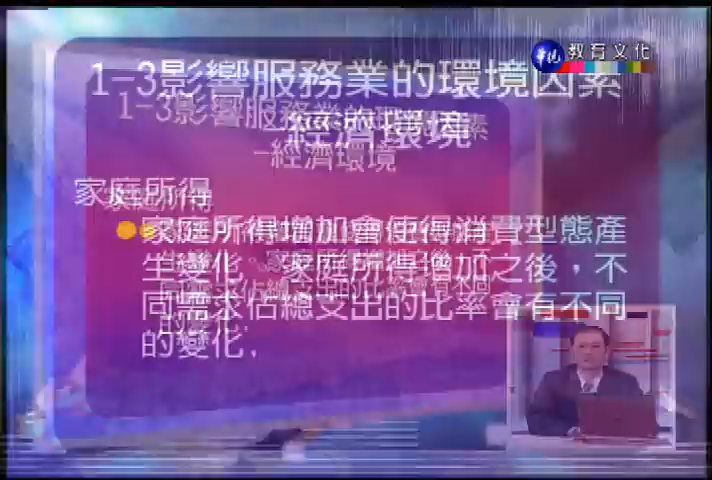 華視 教育文化
1-3影響服務業的環境因素
-經濟環境
家庭所得
家庭所得增加會使得消費型態產
生變化。家庭所得增加之後，不
同需求佔總支出的比率會有不同
的變化.